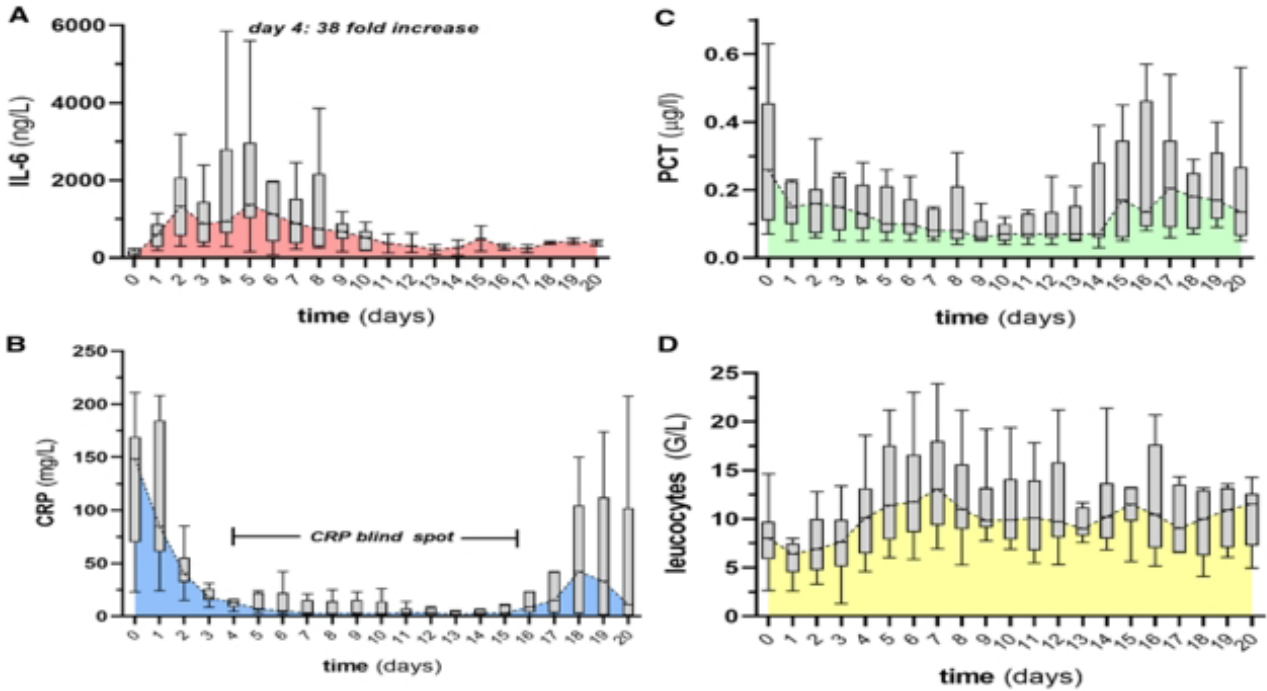 A
day 4: 38 fold increase
IL-6 (ng/L)
6000
4000
2000
0
0 1 2 3 4 5 6 7 8 9 10 11 12 13 14 15 16 17 18 19 20
time (days)
B
CRP (mg/L)
250
200
150
100
50
0
CRP blind spot
0 1 2 3 4 5 6 7 8 9 10 11 12 13 14 15 16 17 18 19 20
time (days)
C
PCT (µg/l)
0.6
0.4
0.2
0.0
0 1 2 3 4 5 6 7 8 9 10 11 12 13 14 15 16 17 18 19 20
time (days)
D
leucocytes (G/L)
25
20
15
10
5
0
0 1 2 3 4 5 6 7 8 9 10 11 12 13 14 15 16 17 18 19 20
time (days)